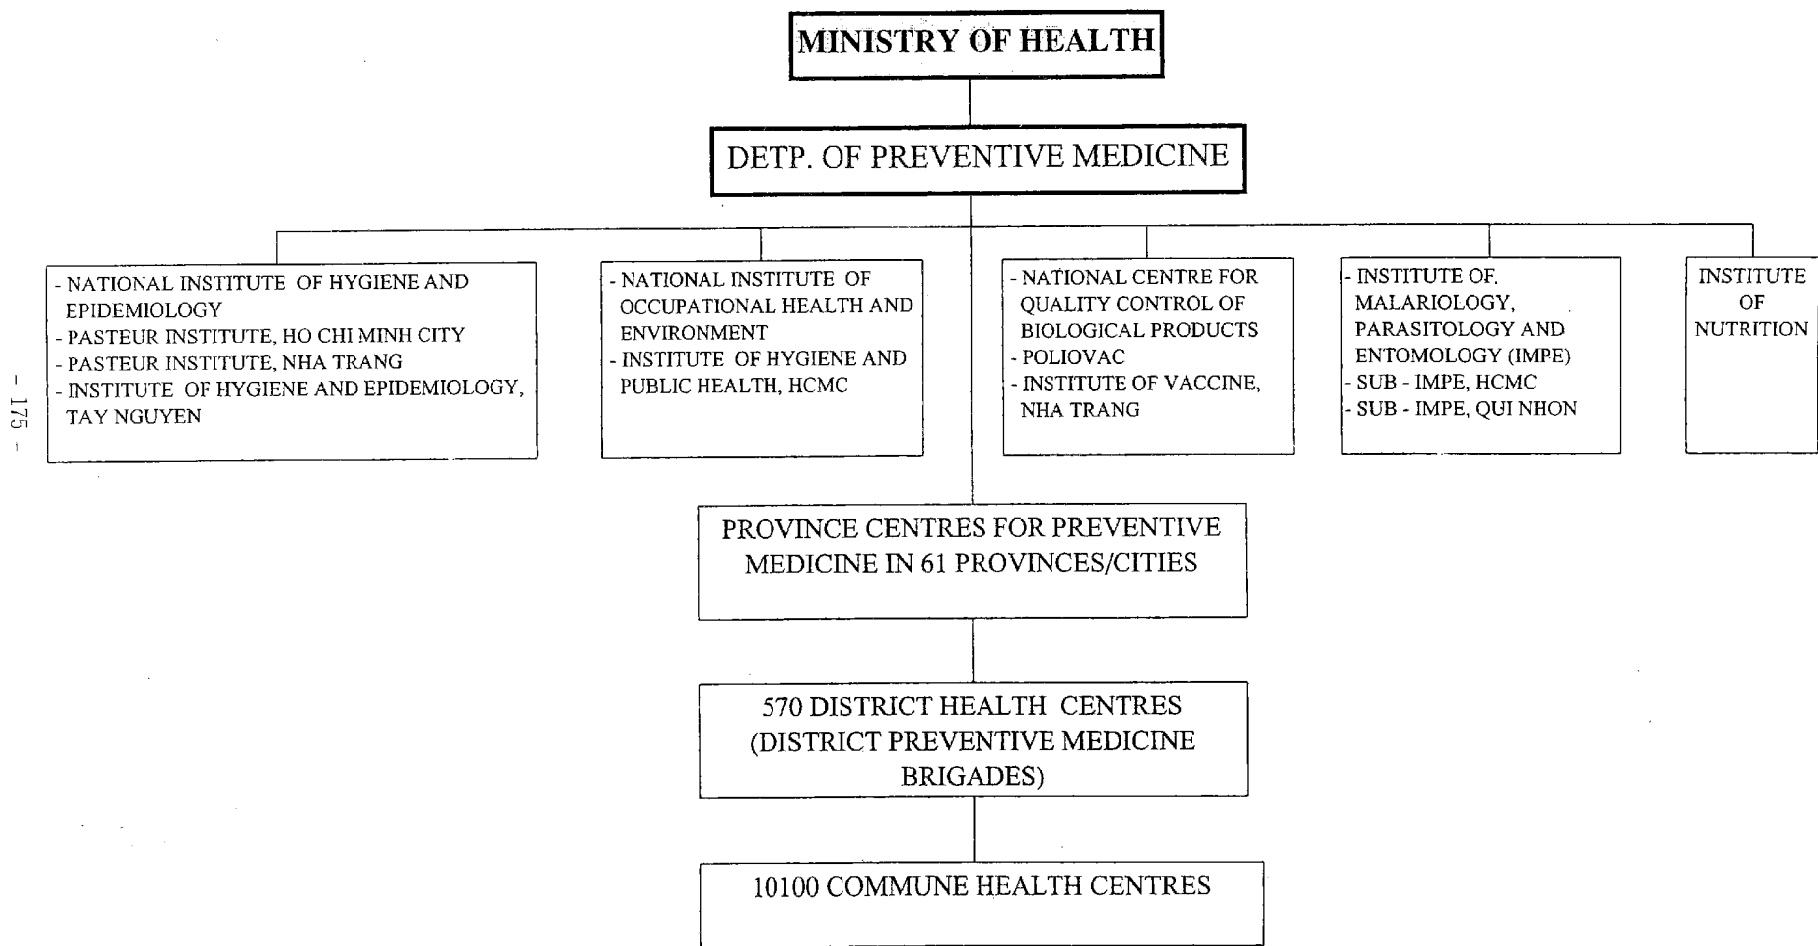 MINISTRY OF HEALTH
DETP. OF PREVENTIVE MEDICINE
- NATIONAL INSTITUTE OF HYGIENE AND
EPIDEMIOLOGY
- PASTEUR INSTITUTE, HO CHI MINH CITY
- PASTEUR INSTITUTE, NHA TRANG
- INSTITUTE OF HYGIENE AND EPIDEMIOLOGY,
TAY NGUYEN
- NATIONAL INSTITUTE OF
OCCUPATIONAL HEALTH AND
ENVIRONMENT
- INSTITUTE OF HYGIENE AND
PUBLIC HEALTH, HCMC
- NATIONAL CENTRE FOR
QUALITY CONTROL OF
BIOLOGICAL PRODUCTS
- POLIOVAC
- INSTITUTE OF VACCINE,
NHA TRANG
- INSTITUTE OF.
MALARIOLOGY,
PARASITOLOGY AND
ENTOMOLOGY (IMPE)
- SUB - IMPE, HCMC
- SUB - IMPE, QUI NHON
INSTITUTE
OF
NUTRITION
PROVINCE CENTRES FOR PREVENTIVE
MEDICINE IN 61 PROVINCES/CITIES
570 DISTRICT HEALTH CENTRES
(DISTRICT PREVENTIVE MEDICINE
BRIGADES)
10100 COMMUNE HEALTH CENTRES
- 175 -